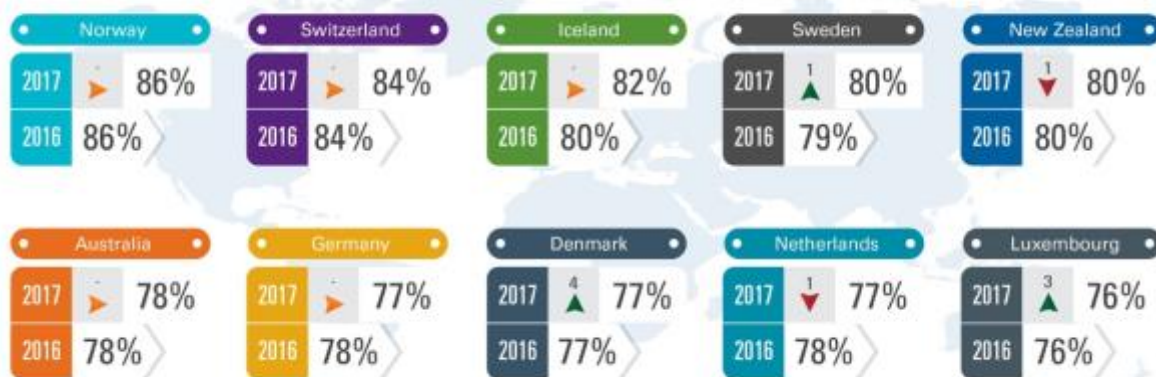 Norway
2017 - 86%
2016 86%
Switzerland
2017 - 84%
2016 84%
Iceland
2017 - 82%
2016 80%
Sweden
2017 1 80%
2016 79%
New Zealand
2017 1 80%
2016 80%
Australia
2017 - 78%
2016 78%
Germany
2017 - 77%
2016 78%
Denmark
2017 4 77%
2016 77%
Netherlands
2017 1 77%
2016 78%
Luxembourg
2017 3 76%
2016 76%